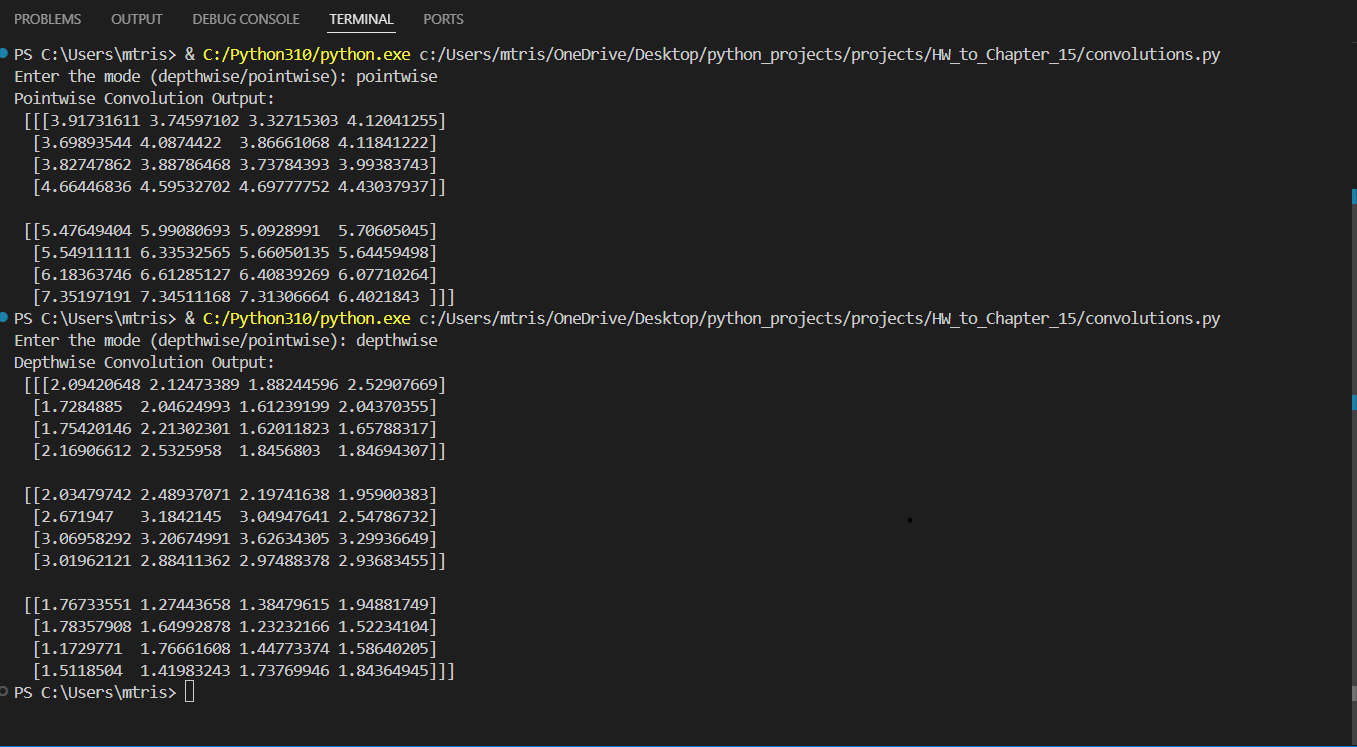 PROBLEMS OUTPUT DEBUG CONSOLE TERMINAL PORTS
PS C:\Users\mtris> & C:/Python310/python.exe c:/Users/mtris/OneDrive/Desktop/python_projects/projects/HW_to_Chapter_15/convolutions.py
Enter the mode (depthwise/pointwise): pointwise
Pointwise Convolution Output:
[[[3.91731611 3.74597102 3.32715303 4.12041255]
[3.69893544 4.0874422  3.86661068 4.11841222]
[3.82747862 3.88786468 3.73784393 3.99383743]
[4.66446836 4.59532702 4.69777752 4.43037937]]
[[5.47649404 5.99080693 5.0928991  5.70605045]
[5.54911111 6.33532565 5.66050135 5.64459498]
[6.18363746 6.61285127 6.40839269 6.07710264]
[7.35197191 7.34511168 7.31306664 6.4021843 ]]]
PS C:\Users\mtris> & C:/Python310/python.exe c:/Users/mtris/OneDrive/Desktop/python_projects/projects/HW_to_Chapter_15/convolutions.py
Enter the mode (depthwise/pointwise): depthwise
Depthwise Convolution Output:
[[[2.09420648 2.12473389 1.88244596 2.52907669]
[1.7284885  2.04624993 1.61239199 2.04370355]
[1.75420146 2.21302301 1.62011823 1.65788317]
[2.16906612 2.5325958  1.8456803  1.84694307]]
[[2.03479742 2.48937071 2.19741638 1.95900383]
[2.671947   3.1842145  3.04947641 2.54786732]
[3.06958292 3.20674991 3.62634305 3.29936649]
[3.01962121 2.88411362 2.97488378 2.93683455]]
[[1.76733551 1.27443658 1.38479615 1.94881749]
[1.78357908 1.64992878 1.23232166 1.52234104]
[1.1729771  1.76661608 1.44773374 1.58640205]
[1.5118504  1.41983243 1.73769946 1.84364945]]]
PS C:\Users\mtris>